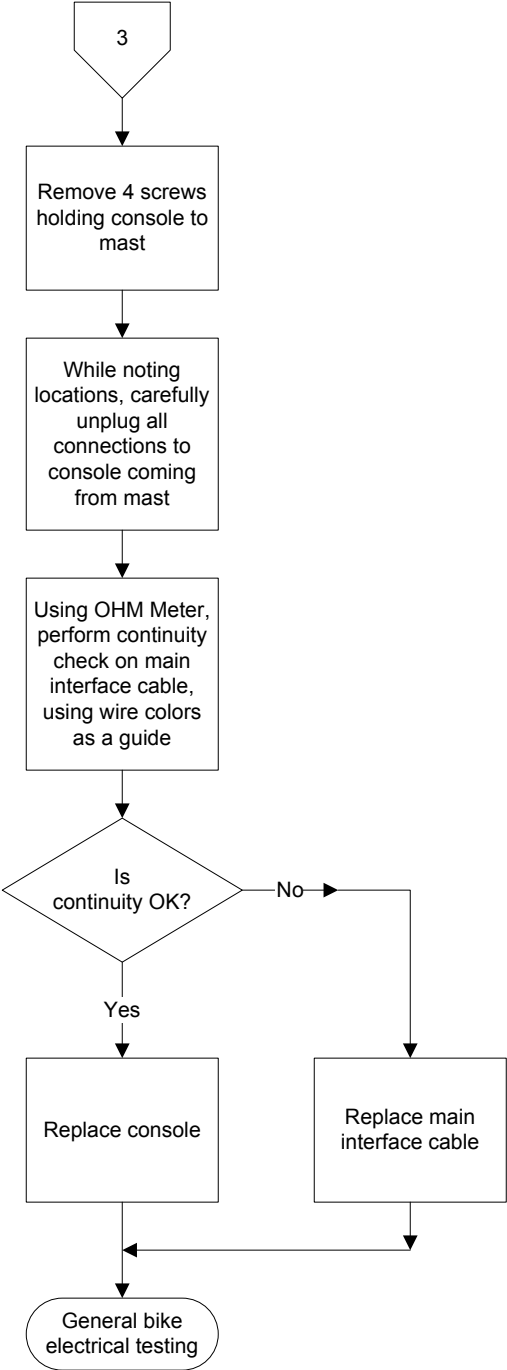 3
Remove 4 screws
holding console to
mast
While noting
locations, carefully
unplug all
connections to
console coming
from mast
Using OHM Meter,
perform continuity
check on main
interface cable,
using wire colors
as a guide
Is
continuity OK?
No
Yes
Replace console
Replace main
interface cable
General bike
electrical testing